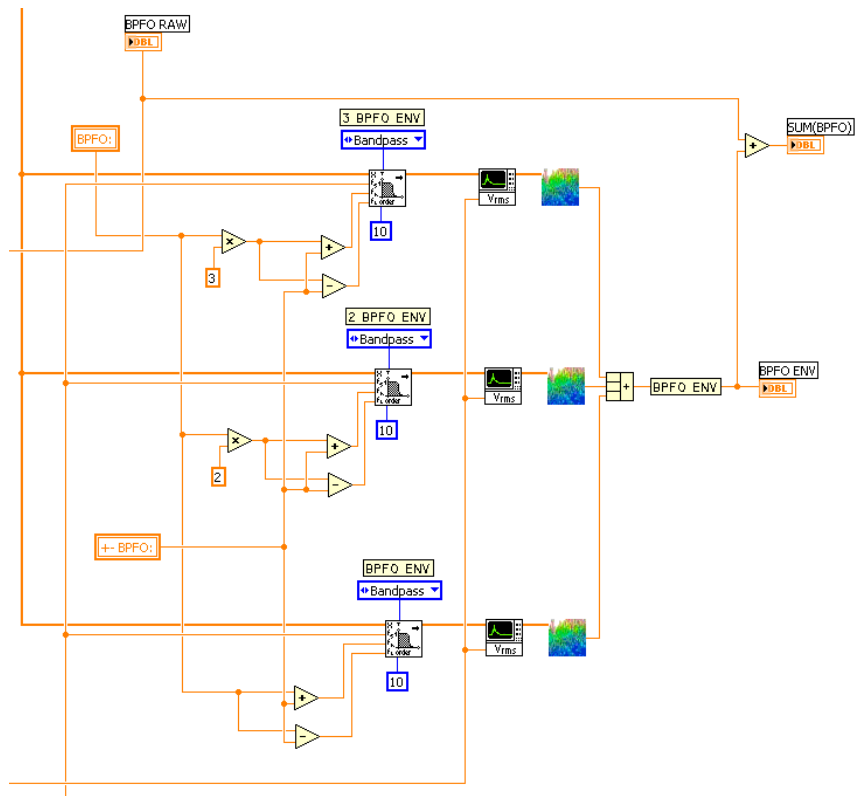 BPFO RAW
DBL
BPFO:
3 BPFO ENV
Bandpass
SUM(BPFO)
DBL
+
order
10
Vrms
×
+
3
-
2 BPFO ENV
Bandpass
order
10
Vrms
+
BPFO ENV
BPFO ENV
DBL
×
+
2
-
+- BPFO:
BPFO ENV
Bandpass
order
10
Vrms
+
-